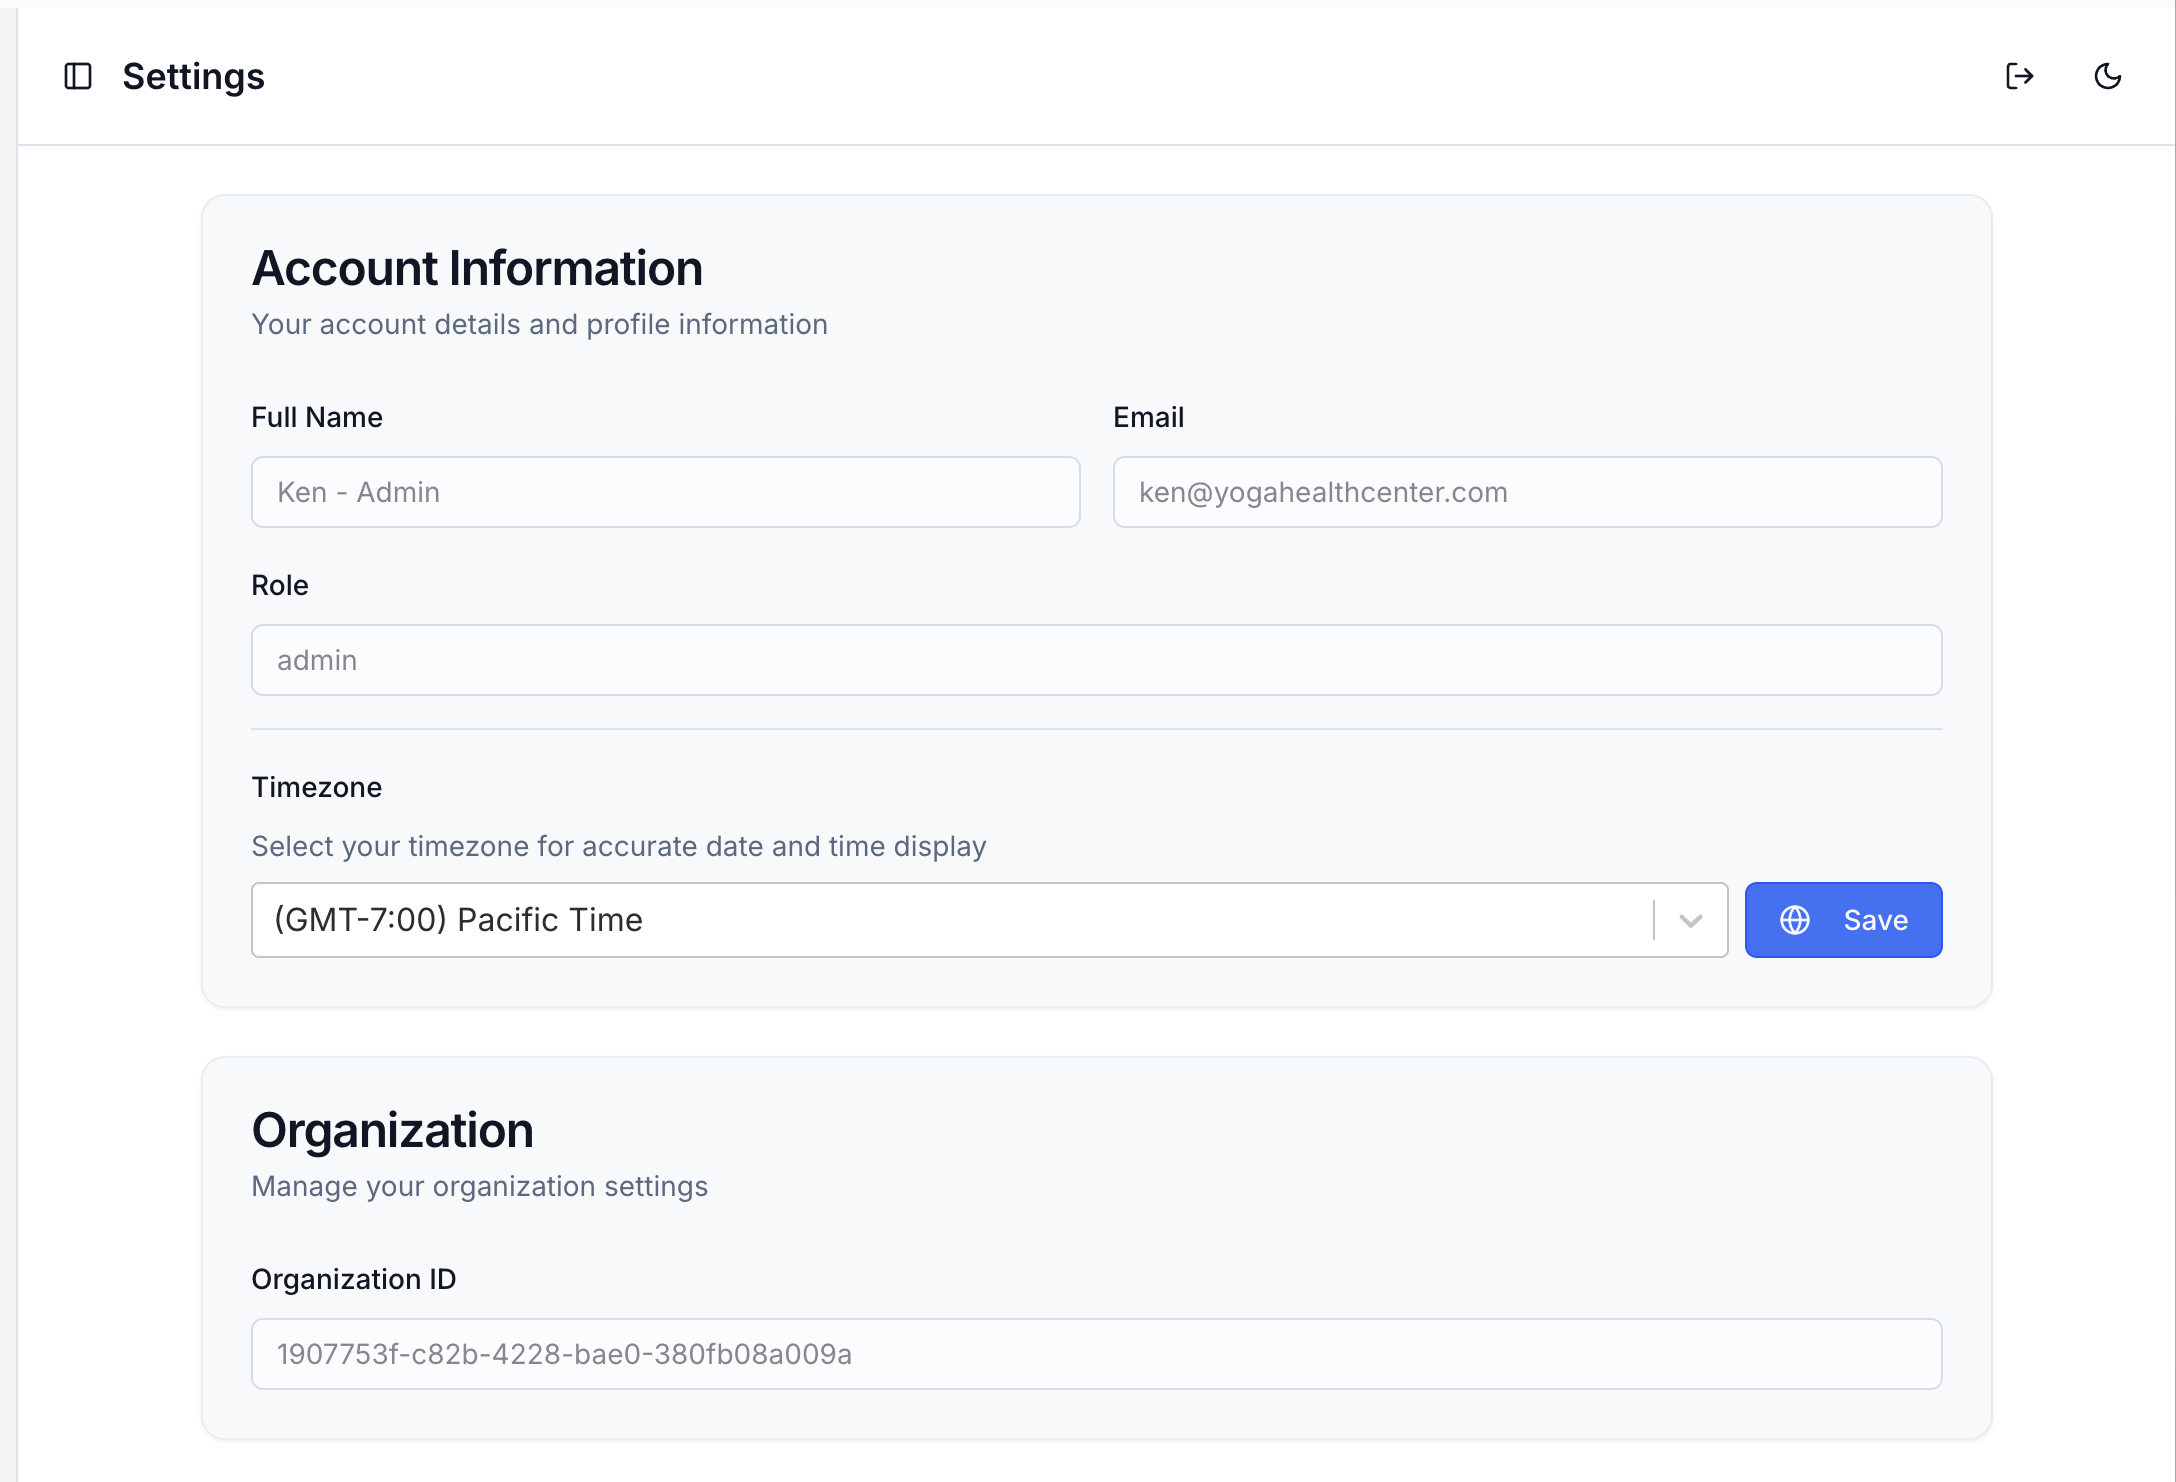 Settings
Account Information
Your account details and profile information
Full Name
Email
Ken - Admin
ken@yogahealthcenter.com
Role
admin
Timezone
Select your timezone for accurate date and time display
(GMT-7:00) Pacific Time
Save
Organization
Manage your organization settings
Organization ID
1907753f-c82b-4228-bae0-380fb08a009a